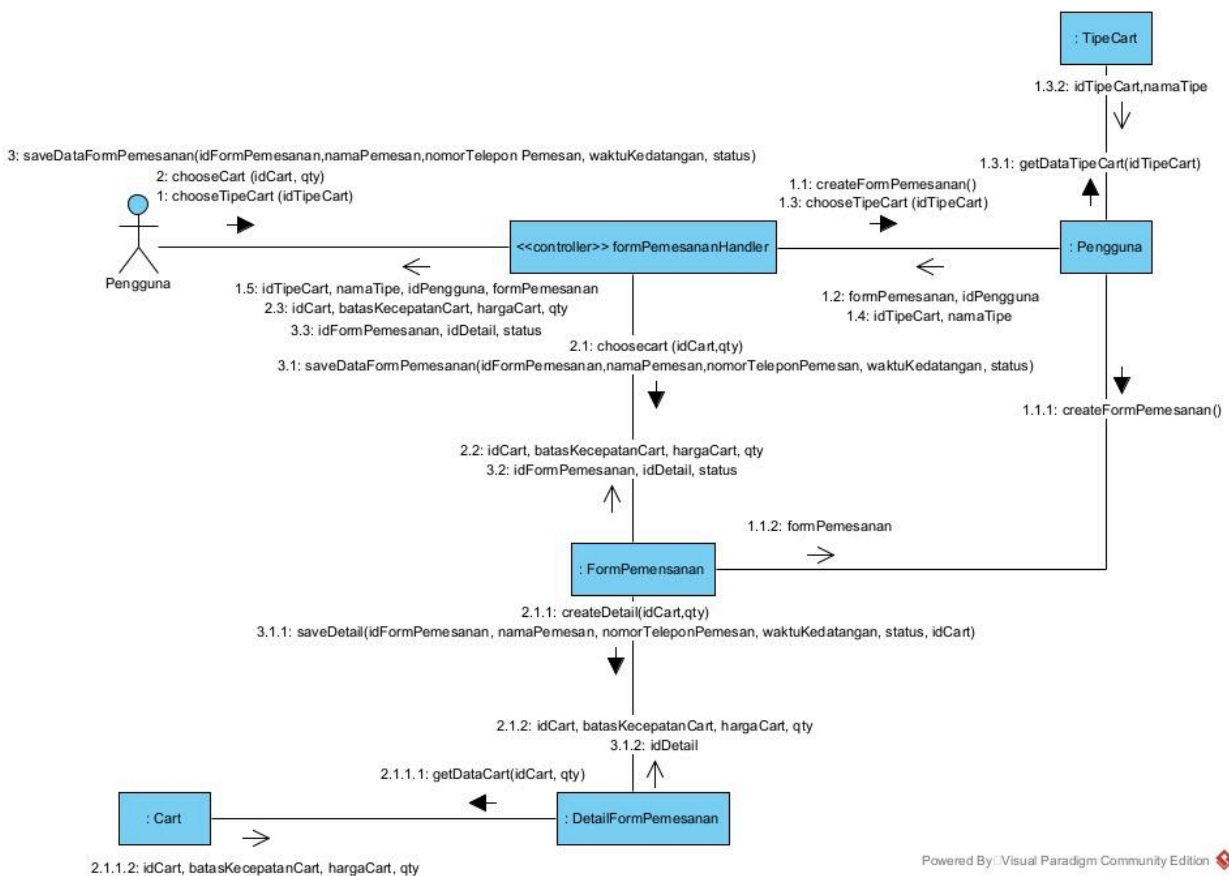 : TipeCart
1.3.2: idTipeCart,namaTipe
3: saveDataFormPemesanan(idFormPemesanan,namaPemesan,nomorTelepon Pemesan, waktuKedatangan, status)
2: chooseCart (idCart, qty)
1: chooseTipeCart (idTipeCart)
1.3.1: getDataTipeCart(idTipeCart)
1.1: createFormPemesanan()
1.3: chooseTipeCart (idTipeCart)
Pengguna
<<controller>> formPemesananHandler
: Pengguna
1.5: idTipeCart, namaTipe, idPengguna, formPemesanan
2.3: idCart, batasKecepatanCart, hargaCart, qty
3.3: idFormPemesanan, idDetail, status
1.2: formPemesanan, idPengguna
1.4: idTipeCart, namaTipe
2.1: choosecart (idCart,qty)
3.1: saveDataFormPemesanan(idFormPemesanan,namaPemesan,nomorTeleponPemesan, waktuKedatangan, status)
1.1.1: createFormPemesanan()
2.2: idCart, batasKecepatanCart, hargaCart, qty
3.2: idFormPemesanan, idDetail, status
1.1.2: formPemesanan
: FormPemensanan
2.1.1: createDetail(idCart,qty)
3.1.1: saveDetail(idFormPemesanan, namaPemesan, nomorTeleponPemesan, waktuKedatangan, status, idCart)
2.1.2: idCart, batasKecepatanCart, hargaCart, qty
3.1.2: idDetail
2.1.1.1: getDataCart(idCart, qty)
: Cart
: DetailFormPemesanan
2.1.1.2: idCart, batasKecepatanCart, hargaCart, qty
Powered By Visual Paradigm Community Edition